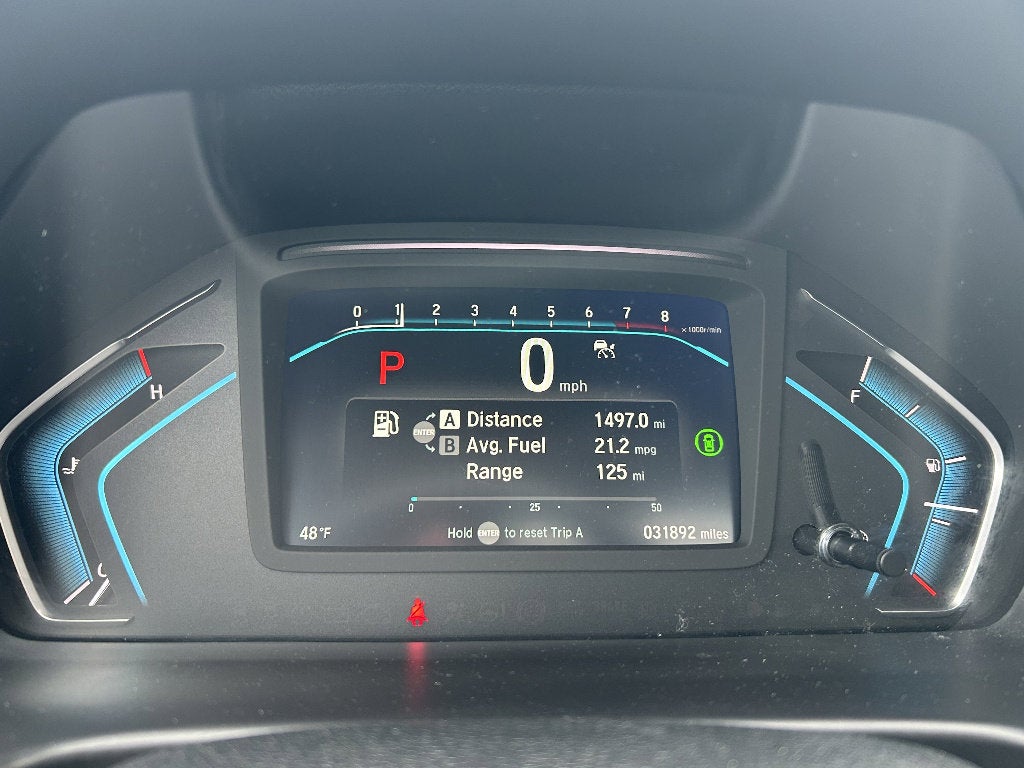 0 1 2 3 4 5 6 7 8 x1000r/min
P 0 mph
H
F
A Distance 1497.0 mi
ENTER
B Avg. Fuel 21.2 mpg
Range 125 mi
0 25 50
C
48°F Hold ENTER to reset Trip A 031892 miles